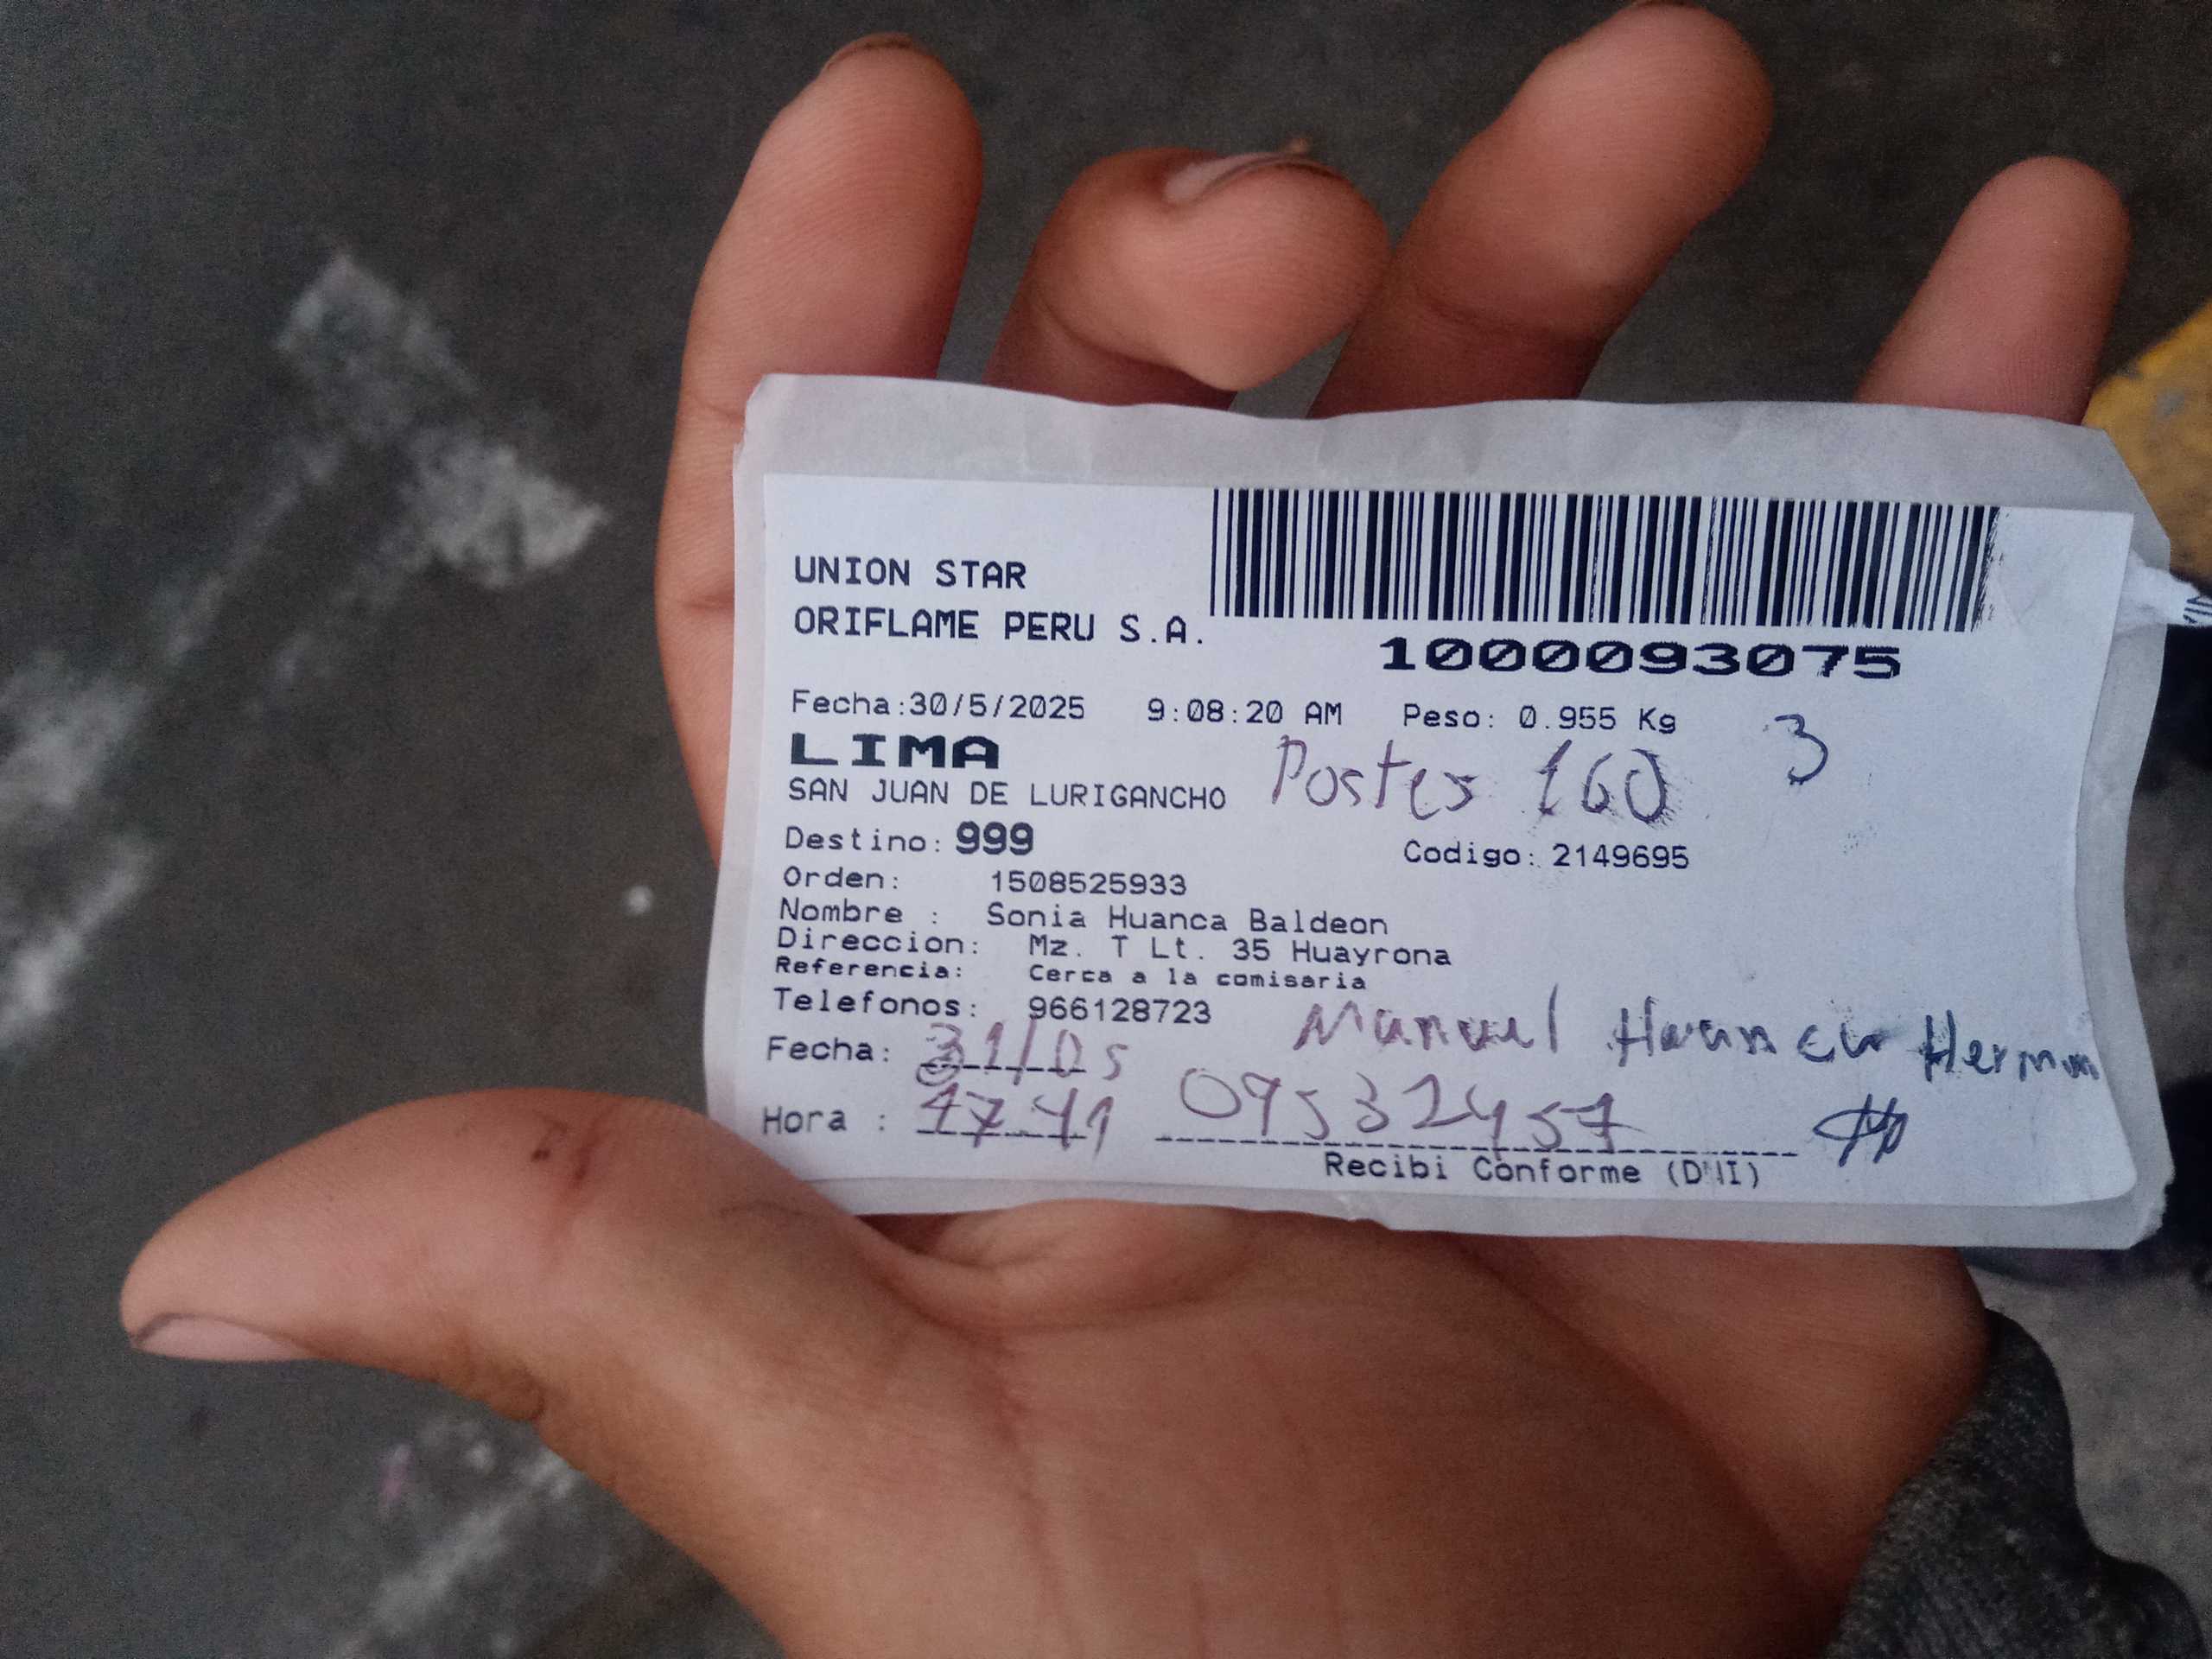 UNION STAR
ORIFLAME PERU S.A.
1000093075
Fecha:30/5/2025 9:08:20 AM Peso: 0.955 Kg
LIMA
3
SAN JUAN DE LURIGANCHO Postes 160
Destino: 999 Codigo: 2149695
Orden: 1508525933
Nombre : Sonia Huanca Baldeon
Direccion: Mz. T Lt. 35 Huayrona
Referencia: Cerca a la comisaria
Telefonos: 966128723
Manuel Huanca
Fecha: 31/05
Hora : 17:41 09532457
Recibi Conforme (DNI)